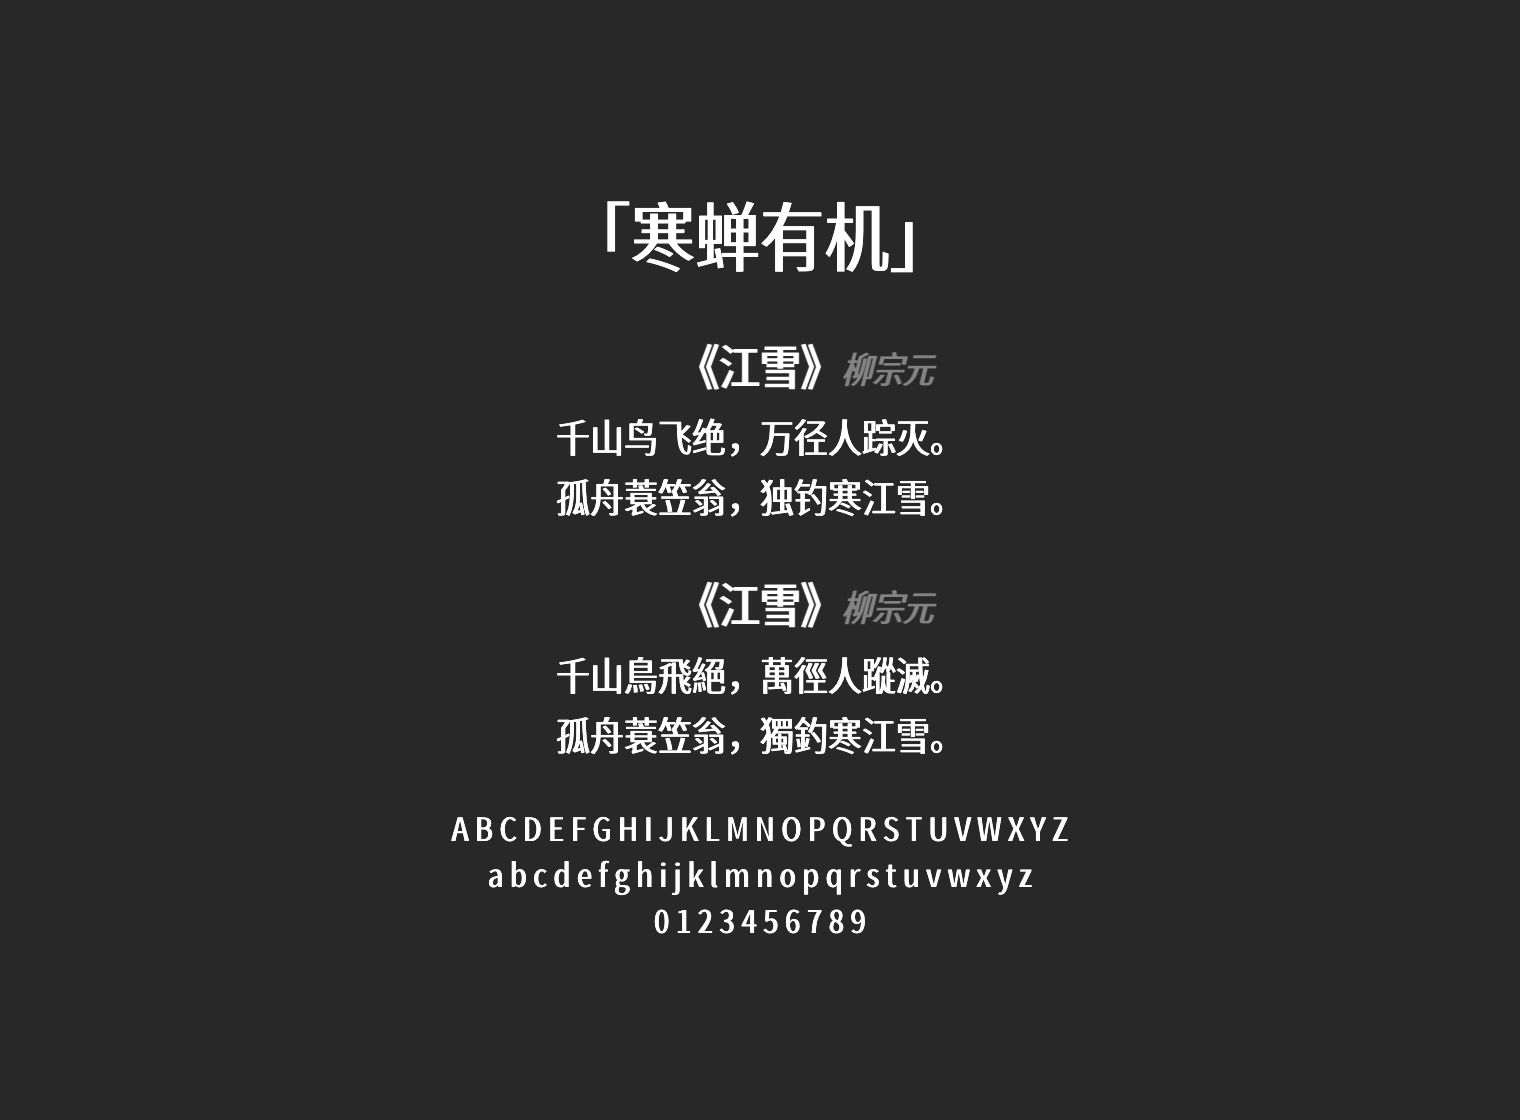 「寒蝉有机」
《江雪》柳宗元
千山鸟飞绝，万径人踪灭。
孤舟蓑笠翁，独钓寒江雪。
《江雪》柳宗元
千山鳥飛絕，萬徑人蹤滅。
孤舟蓑笠翁，獨釣寒江雪。
ABCDEFGHIJKLMNOPQRSTUVWXYZ
abcdefghijklmnopqrstuvwxyz
0123456789